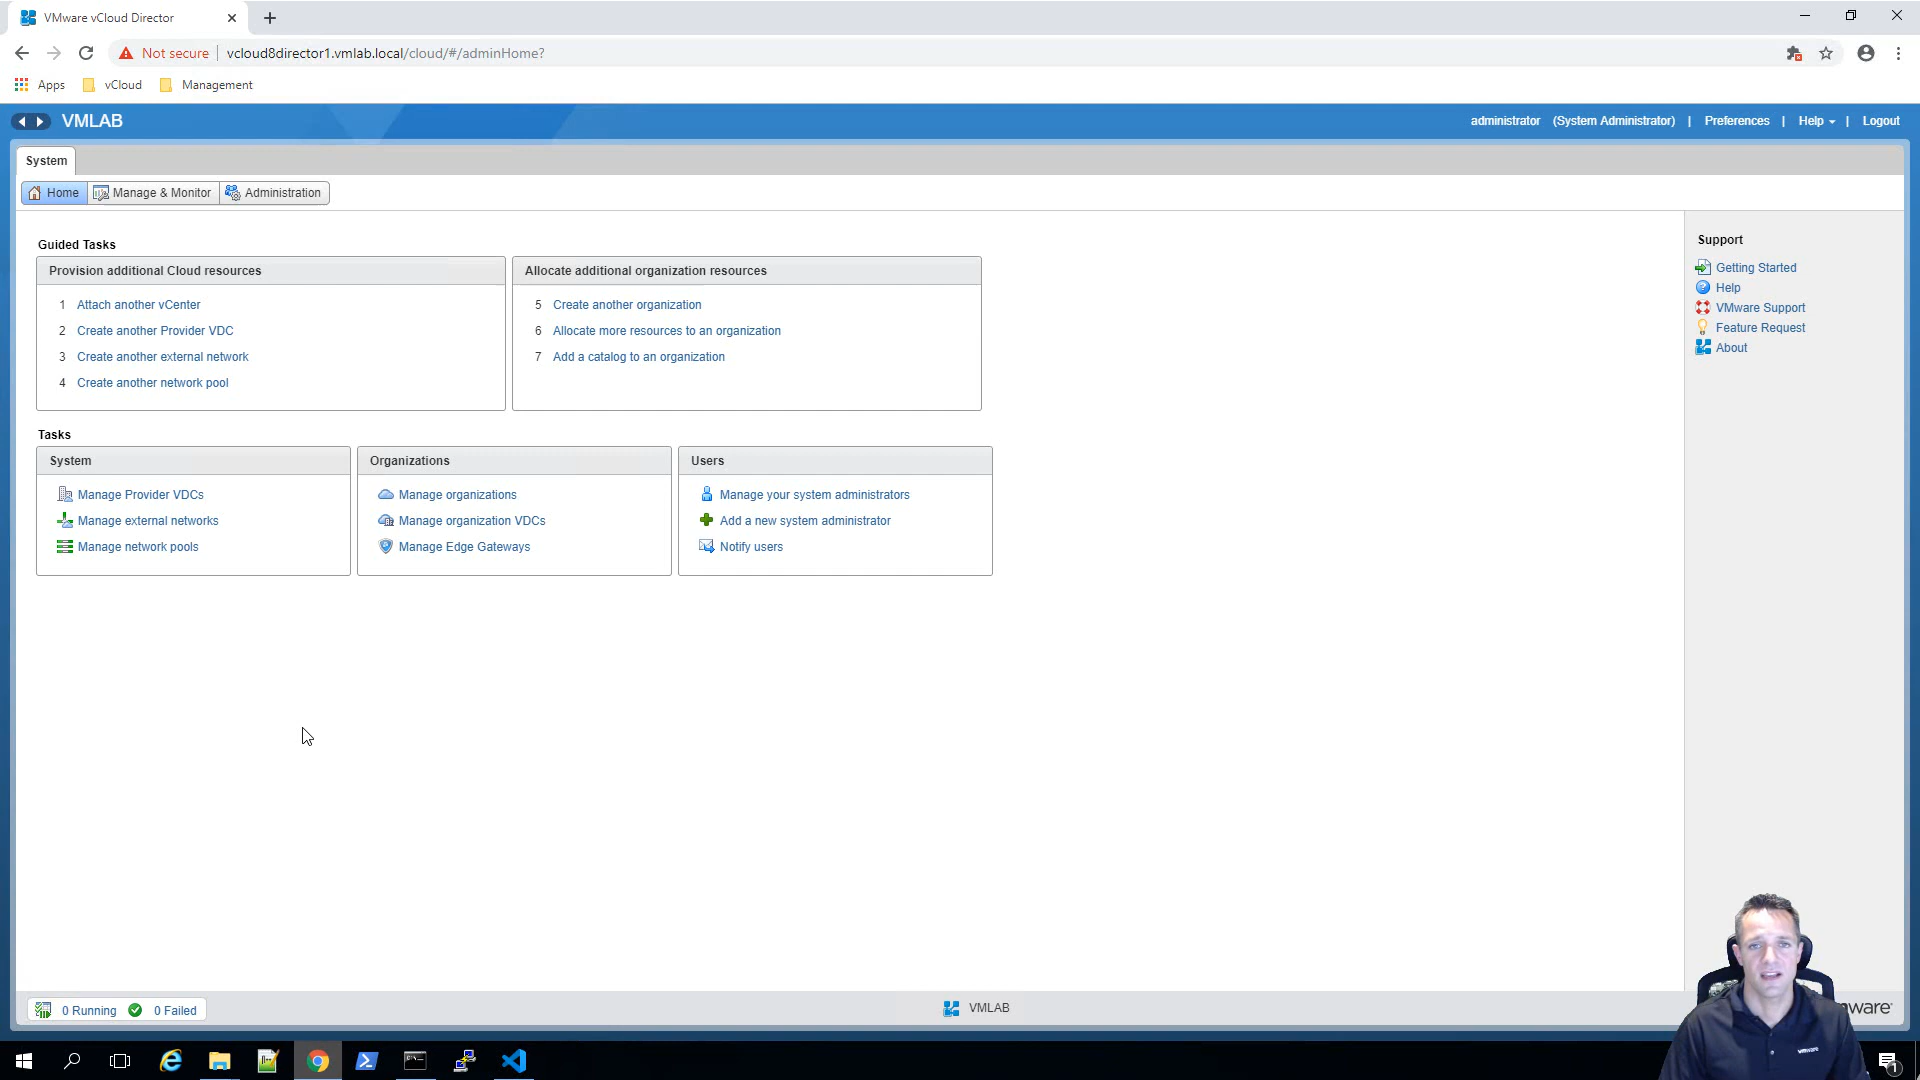 VMware vCloud Director
Not secure vcloud8director1.vmlab.local/cloud/#/adminHome?
Apps vCloud Management
VMLAB
administrator (System Administrator) | Preferences | Help | Logout
System
Home Manage & Monitor Administration
Guided Tasks
Provision additional Cloud resources
1 Attach another vCenter
2 Create another Provider VDC
3 Create another external network
4 Create another network pool
Allocate additional organization resources
5 Create another organization
6 Allocate more resources to an organization
7 Add a catalog to an organization
Tasks
System
Manage Provider VDCs
Manage external networks
Manage network pools
Organizations
Manage organizations
Manage organization VDCs
Manage Edge Gateways
Users
Manage your system administrators
Add a new system administrator
Notify users
Support
Getting Started
Help
VMware Support
Feature Request
About
0 Running 0 Failed
VMLAB
ware
vmware
1